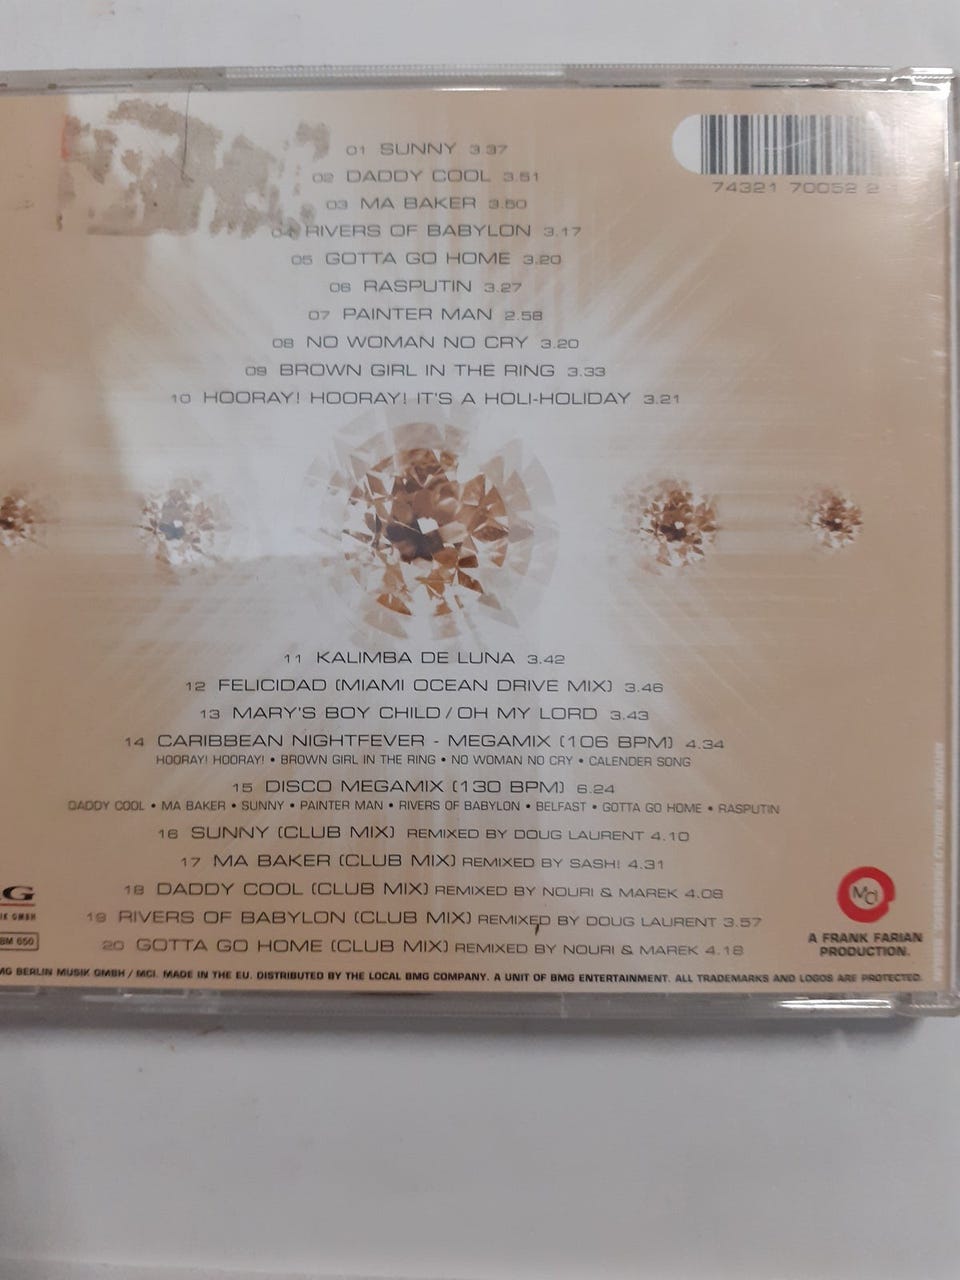 01 SUNNY 3.37
02 DADDY COOL 3.51
03 MA BAKER 3.50
04 RIVERS OF BABYLON 3.17
05 GOTTA GO HOME 3.20
06 RASPUTIN 3.27
07 PAINTER MAN 2.58
08 NO WOMAN NO CRY 3.20
09 BROWN GIRL IN THE RING 3.33
10 HOORAY! HOORAY! IT'S A HOLI-HOLIDAY 3.21
74321 70052 2
11 KALIMBA DE LUNA 3.42
12 FELICIDAD (MIAMI OCEAN DRIVE MIX) 3.46
13 MARY'S BOY CHILD / OH MY LORD 3.43
14 CARIBBEAN NIGHTFEVER - MEGAMIX (106 BPM) 4.34
HOORAY! HOORAY! • BROWN GIRL IN THE RING • NO WOMAN NO CRY • CALENDER SONG
15 DISCO MEGAMIX (130 BPM) 6.24
DADDY COOL • MA BAKER • SUNNY • PAINTER MAN • RIVERS OF BABYLON • BELFAST • GOTTA GO HOME • RASPUTIN
16 SUNNY (CLUB MIX) REMIXED BY DOUG LAURENT 4.10
17 MA BAKER (CLUB MIX) REMIXED BY SASH! 4.31
18 DADDY COOL (CLUB MIX) REMIXED BY NOURI & MAREK 4.08
19 RIVERS OF BABYLON (CLUB MIX) REMIXED BY DOUG LAURENT 3.57
20 GOTTA GO HOME (CLUB MIX) REMIXED BY NOURI & MAREK 4.18
G
IK GMBH
BM 650
MCI
A FRANK FARIAN
PRODUCTION.
MG BERLIN MUSIK GMBH / MCI. MADE IN THE EU. DISTRIBUTED BY THE LOCAL BMG COMPANY. A UNIT OF BMG ENTERTAINMENT. ALL TRADEMARKS AND LOGOS ARE PROTECTED.